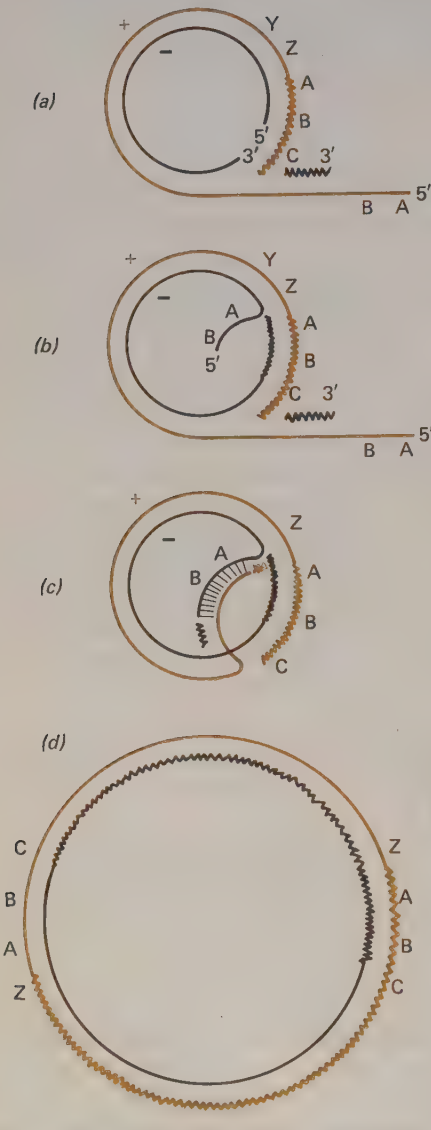 +
Y
– Z
(a) A
B
5′
3′ C 3′
5′
B A
+
Y
– Z
A A
(b) B B
5′
C 3′
5′
B A
+
Z
–
A A
(c) B
B
C
(d)
C Z
B A
A B
Z C